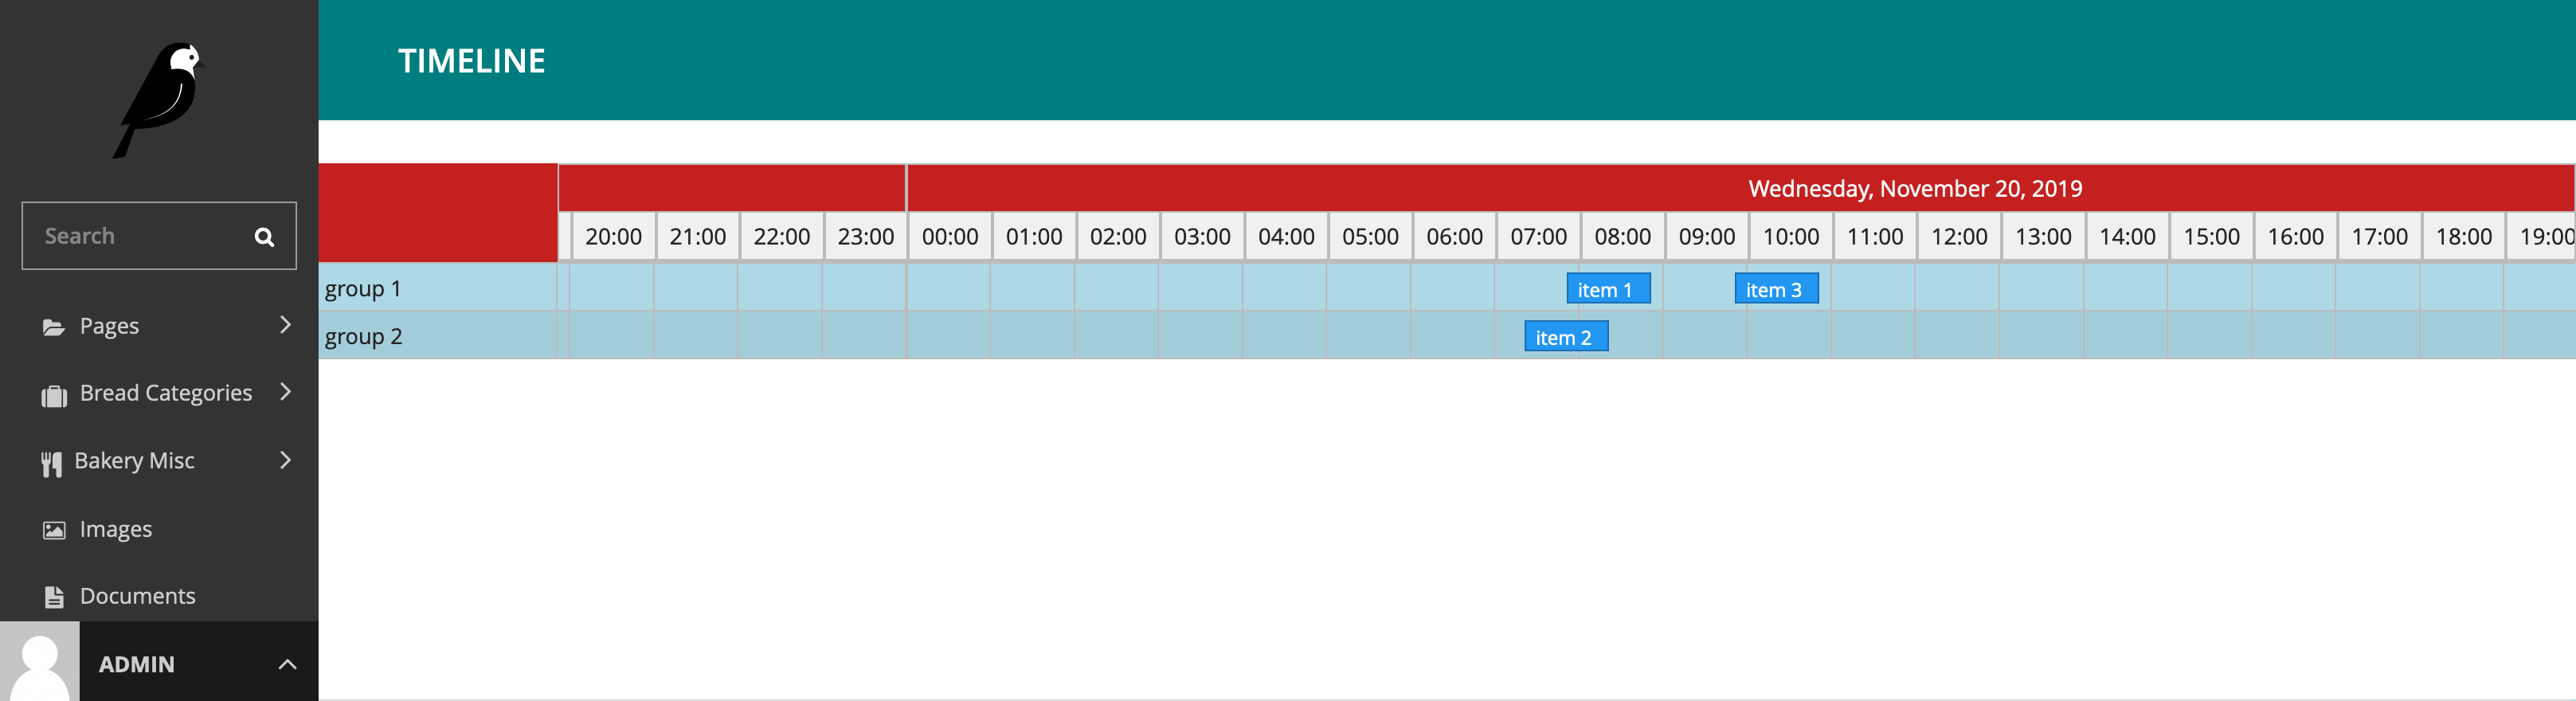 TIMELINE
Search
Pages
Bread Categories
Bakery Misc
Images
Documents
ADMIN
Wednesday, November 20, 2019
20:00 21:00 22:00 23:00 00:00 01:00 02:00 03:00 04:00 05:00 06:00 07:00 08:00 09:00 10:00 11:00 12:00 13:00 14:00 15:00 16:00 17:00 18:00 19:00
group 1 item 1 item 3
group 2 item 2